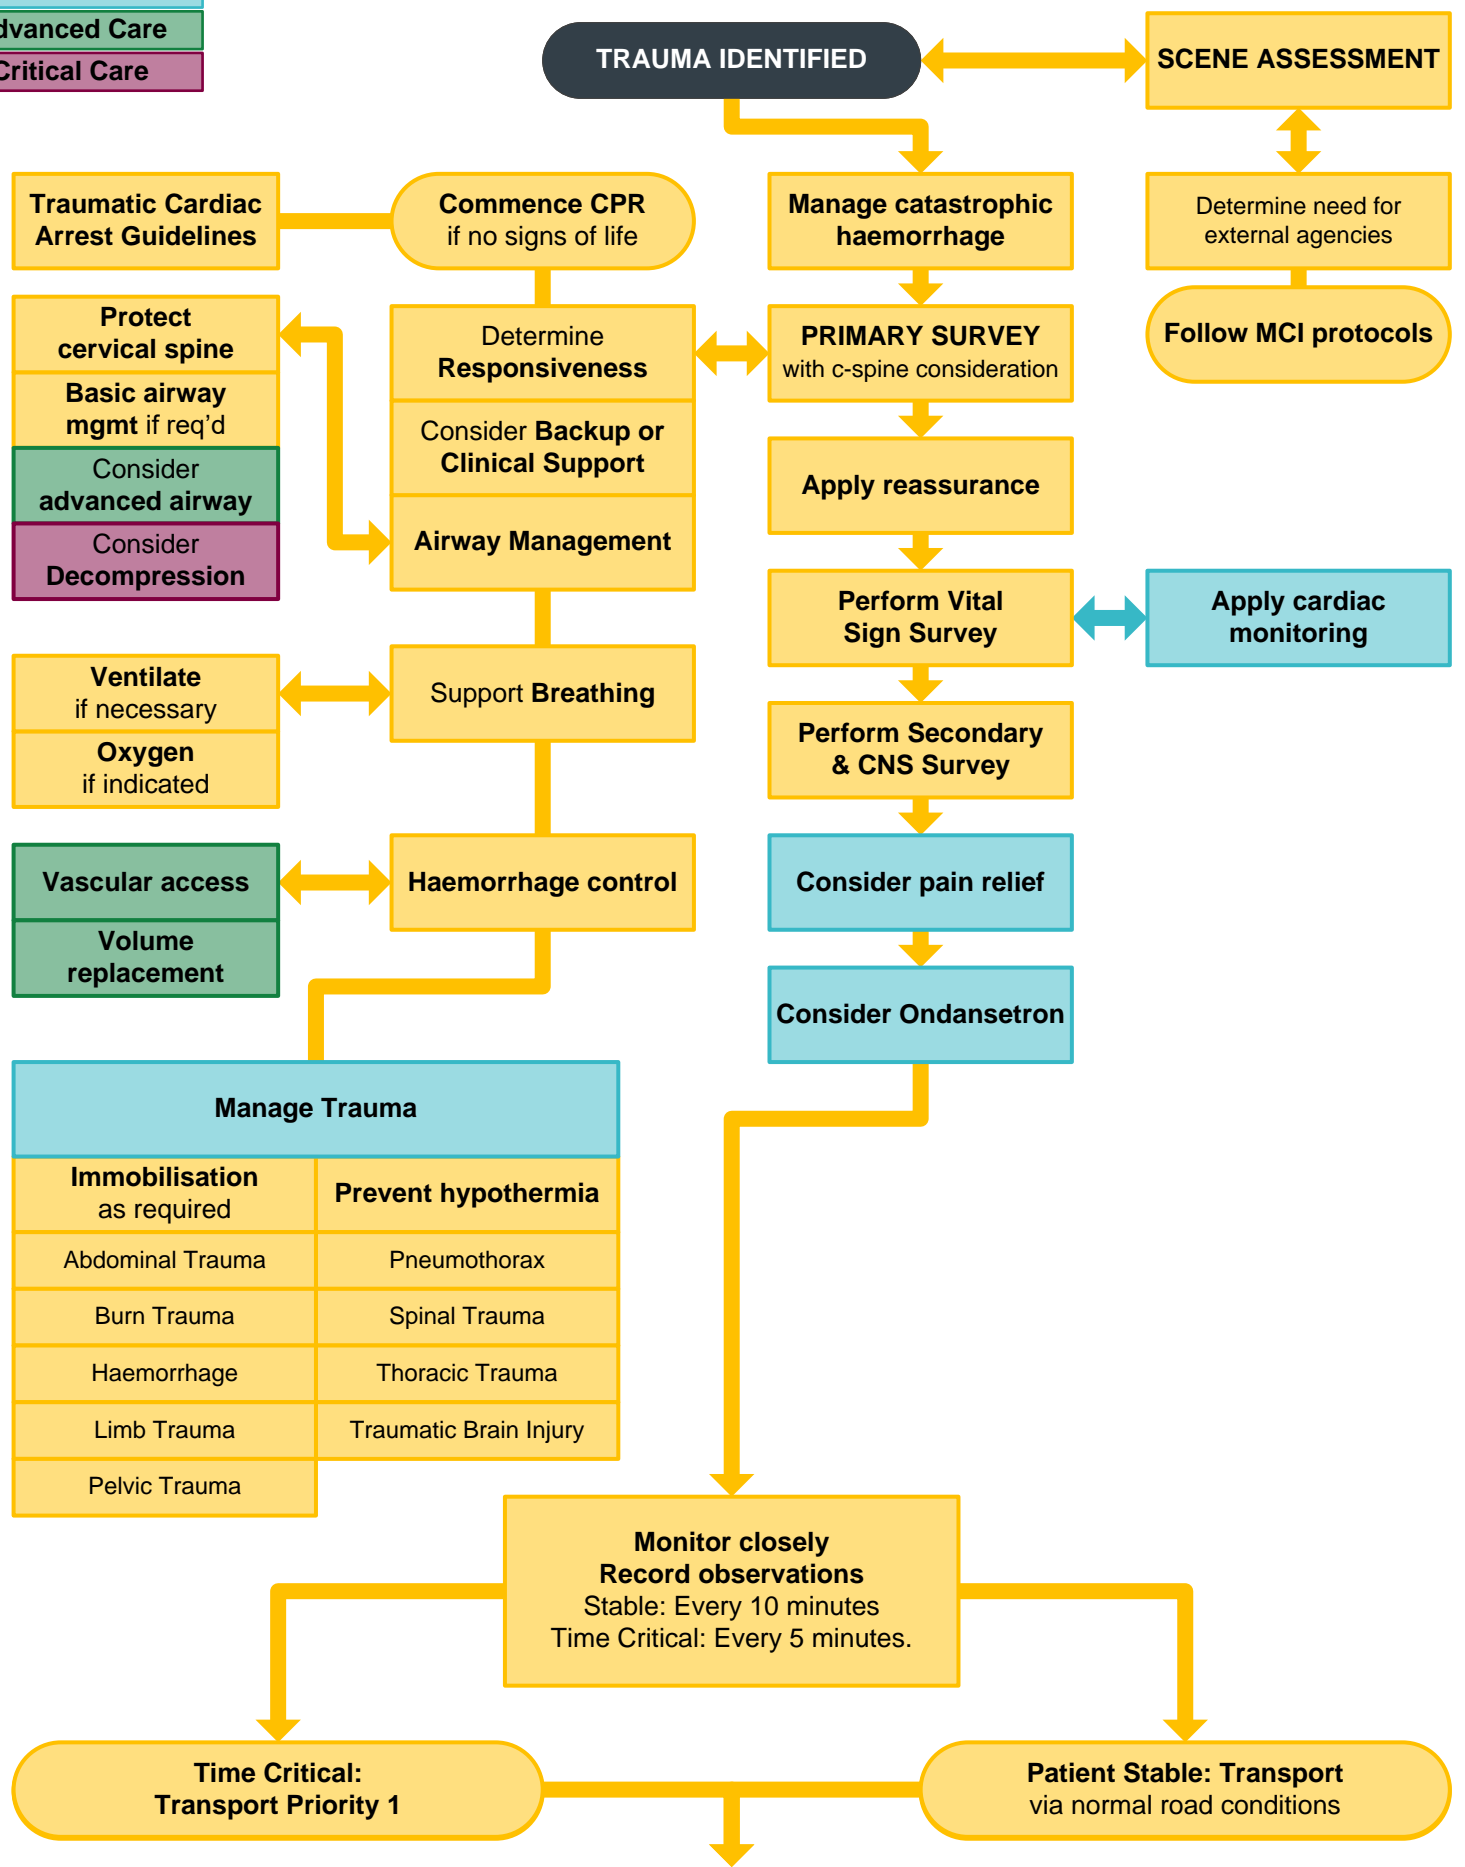 Critical Care
TRAUMA IDENTIFIED
SCENE ASSESSMENT
Traumatic Cardiac
Arrest Guidelines
Commence CPR
if no signs of life
Manage catastrophic
haemorrhage
Determine need for
external agencies
Follow MCI protocols
Protect
cervical spine
Basic airway
mgmt if req’d
Consider
advanced airway
Consider
Decompression
Determine
Responsiveness
Consider Backup or
Clinical Support
Airway Management
PRIMARY SURVEY
with c-spine consideration
Apply reassurance
Perform Vital
Sign Survey
Apply cardiac
monitoring
Ventilate
if necessary
Oxygen
if indicated
Support Breathing
Perform Secondary
& CNS Survey
Vascular access
Volume
replacement
Haemorrhage control
Consider pain relief
Consider Ondansetron
Manage Trauma
Immobilisation
as required
Prevent hypothermia
Abdominal Trauma
Pneumothorax
Burn Trauma
Spinal Trauma
Haemorrhage
Thoracic Trauma
Limb Trauma
Traumatic Brain Injury
Pelvic Trauma
Monitor closely
Record observations
Stable: Every 10 minutes
Time Critical: Every 5 minutes.
Time Critical:
Transport Priority 1
Patient Stable: Transport
via normal road conditions